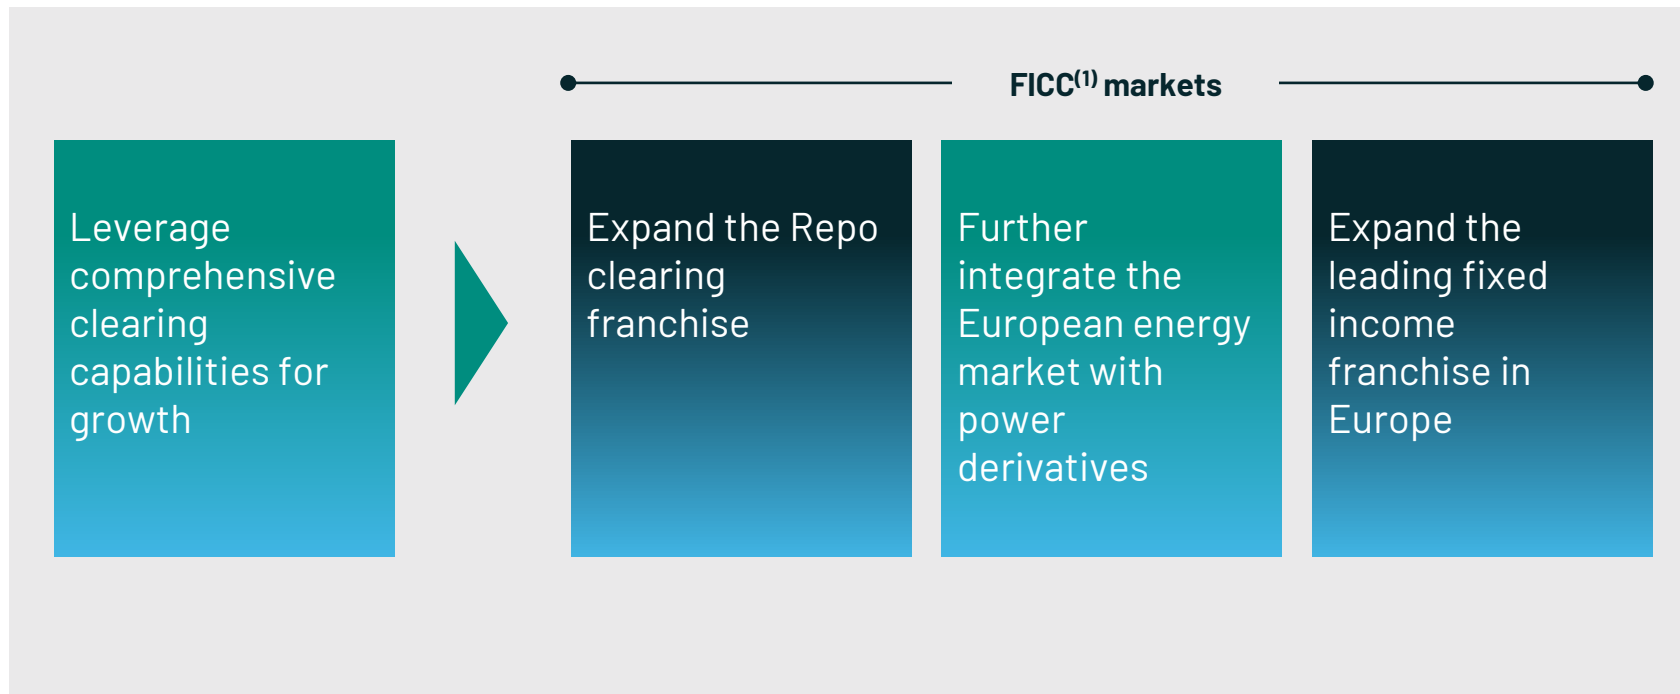 FICC(1) markets
Leverage
comprehensive
clearing
capabilities for
growth
Expand the Repo
clearing
franchise
Further
integrate the
European energy
market with
power
derivatives
Expand the
leading fixed
income
franchise in
Europe